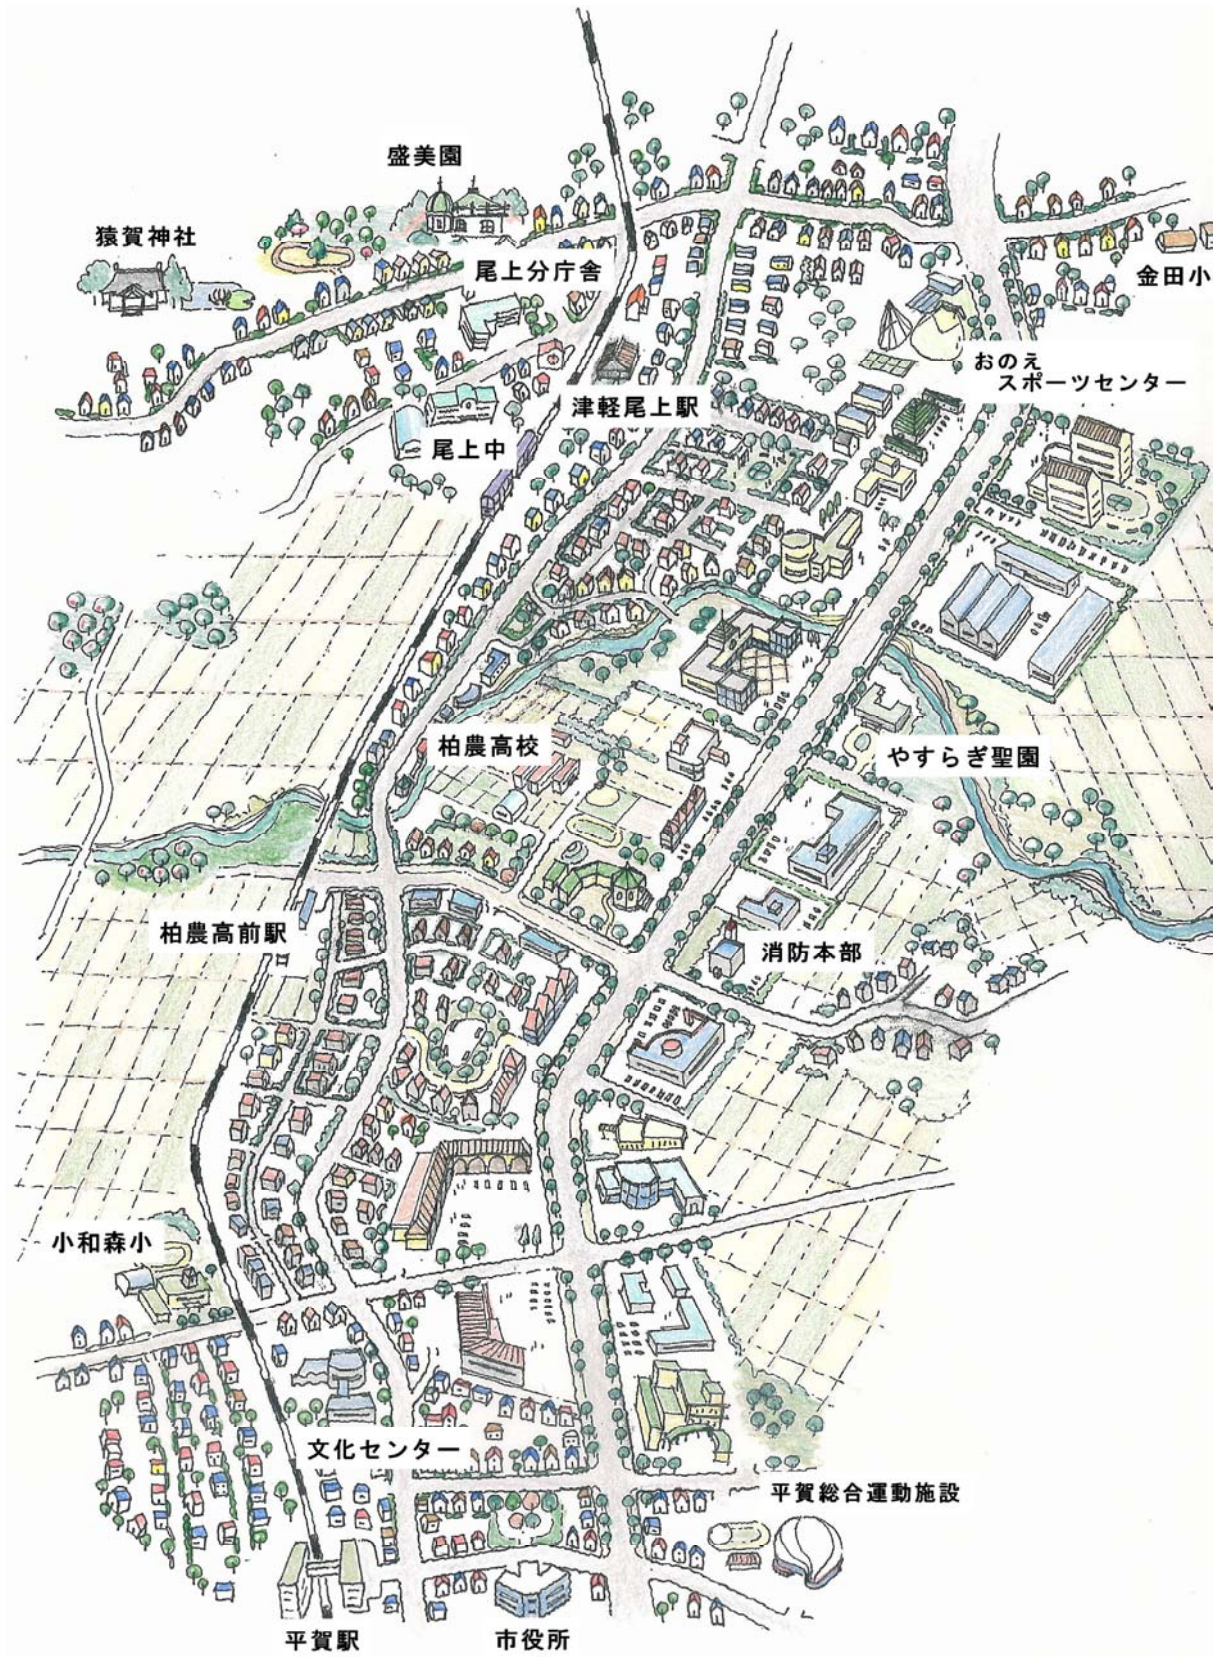 盛美園
猿賀神社
尾上分庁舎
金田小
おのえ
スポーツセンター
津軽尾上駅
尾上中
柏農高校
やすらぎ聖園
柏農高前駅
消防本部
小和森小
文化センター
平賀総合運動施設
平賀駅
市役所